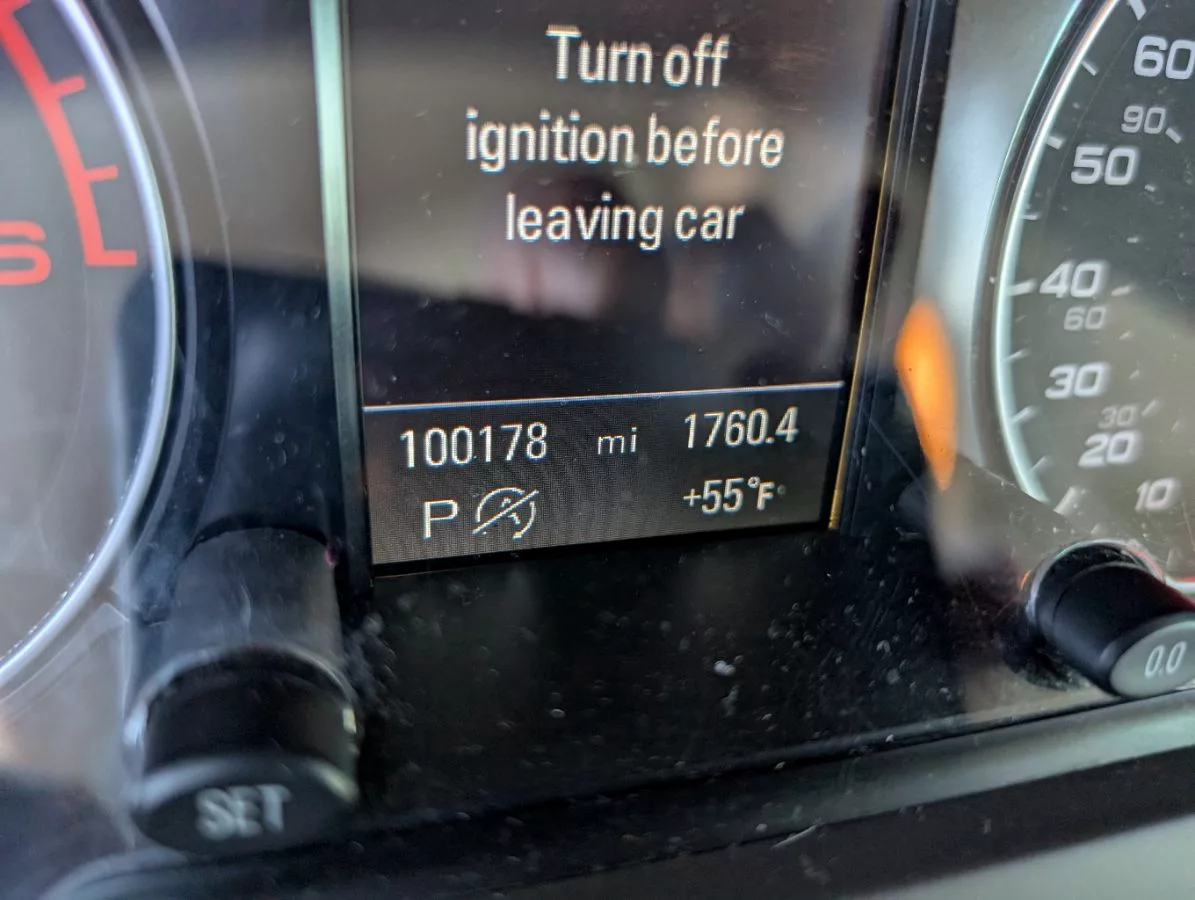 Turn off
ignition before
leaving car
100178 mi 1760.4
P A +55°F
S
SET
60
90
50
40
60
30
30
20
10
0.0